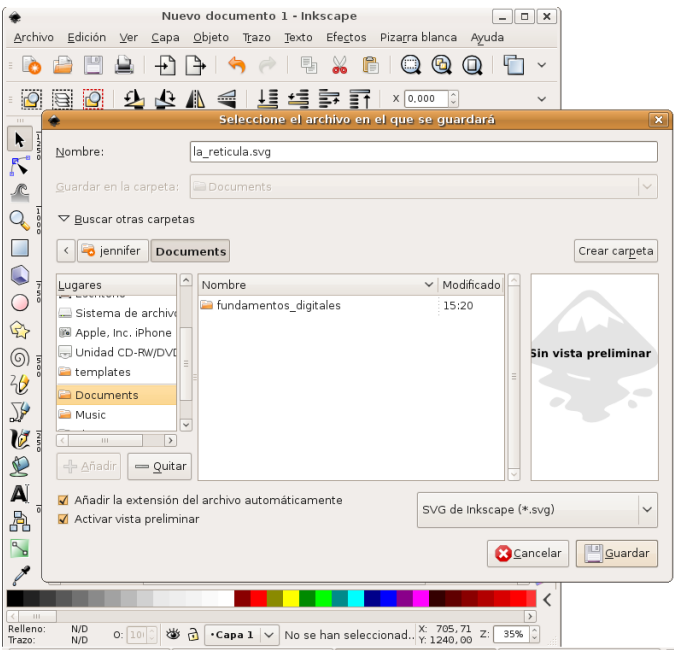 Nuevo documento 1 - Inkscape
Archivo Edición Ver Capa Objeto Trazo Texto Efectos Pizarra blanca Ayuda
X 0,000
Seleccione el archivo en el que se guardará
Nombre: la_reticula.svg
Guardar en la carpeta: Documents
Buscar otras carpetas
jennifer Documents Crear carpeta
Lugares Nombre Modificado
Escritorio
fundamentos_digitales 15:20
Sistema de archivo
Apple, Inc. iPhone
Unidad CD-RW/DVD
Sin vista preliminar
templates
Documents
Music
Añadir Quitar
Añadir la extensión del archivo automáticamente
SVG de Inkscape (*.svg)
Activar vista preliminar
Cancelar Guardar
Relleno: N/D O: 10 Capa 1 No se han seleccionad.. X: 705,71 Z: 35%
Trazo: N/D Y: 1240,00